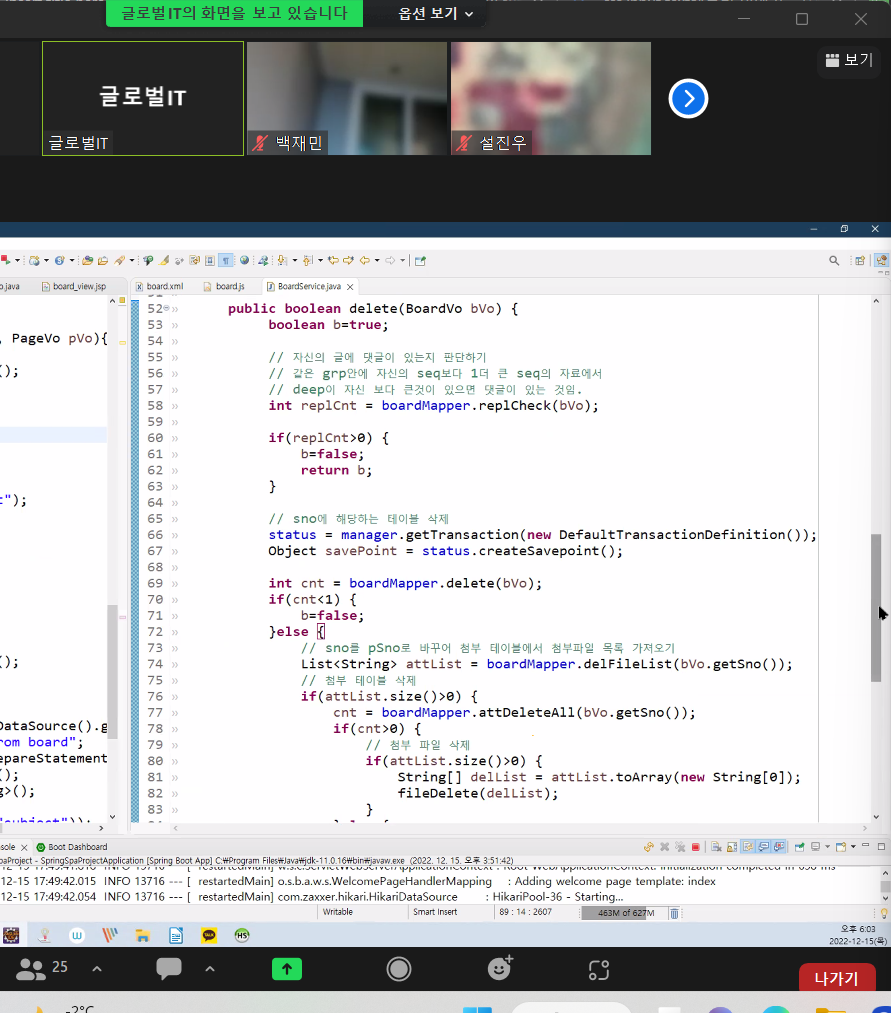 글로벌IT의 화면을 보고 있습니다
옵션 보기
글로벌IT
글로벌IT
백재민
설진우
보기
board_view.jsp
board.xml
board.js
BoardService.java
, PageVo pVo){
();
");
();
DataSource().g
rom board";
epareStatement
();
g>();
52 public boolean delete(BoardVo bVo) {
53 boolean b=true;
54
55 // 자신의 글에 댓글이 있는지 판단하기
56 // 같은 grp안에 자신의 seq보다 1더 큰 seq의 자료에서
57 // deep이 자신 보다 큰것이 있으면 댓글이 있는 것임.
58 int replCnt = boardMapper.replCheck(bVo);
59
60 if(replCnt>0) {
61 b=false;
62 return b;
63 }
64
65 // sno에 해당하는 테이블 삭제
66 status = manager.getTransaction(new DefaultTransactionDefinition());
67 Object savePoint = status.createSavepoint();
68
69 int cnt = boardMapper.delete(bVo);
70 if(cnt<1) {
71 b=false;
72 }else {
73 // sno를 pSno로 바꾸어 첨부 테이블에서 첨부파일 목록 가져오기
74 List<String> attList = boardMapper.delFileList(bVo.getSno());
75 // 첨부 테이블 삭제
76 if(attList.size()>0) {
77 cnt = boardMapper.attDeleteAll(bVo.getSno());
78 if(cnt>0) {
79 // 첨부 파일 삭제
80 if(attList.size()>0) {
81 String[] delList = attList.toArray(new String[0]);
82 fileDelete(delList);
83 }
sole
Boot Dashboard
paProject - SpringSpaProjectApplication [Spring Boot App] C:₩Program Files₩Java₩jdk-11.0.16₩bin₩javaw.exe (2022. 12. 15. 오후 3:51:42)
12-15 17:49:42.015 INFO 13716 --- [ restartedMain] o.s.b.a.w.s.WelcomePageHandlerMapping : Adding welcome page template: index
12-15 17:49:42.054 INFO 13716 --- [ restartedMain] com.zaxxer.hikari.HikariDataSource : HikariPool-36 - Starting...
Writable
Smart Insert
89 : 14 : 2607
463M of 627M
오후 6:03
2022-12-15(목)
25
나가기
-2°C